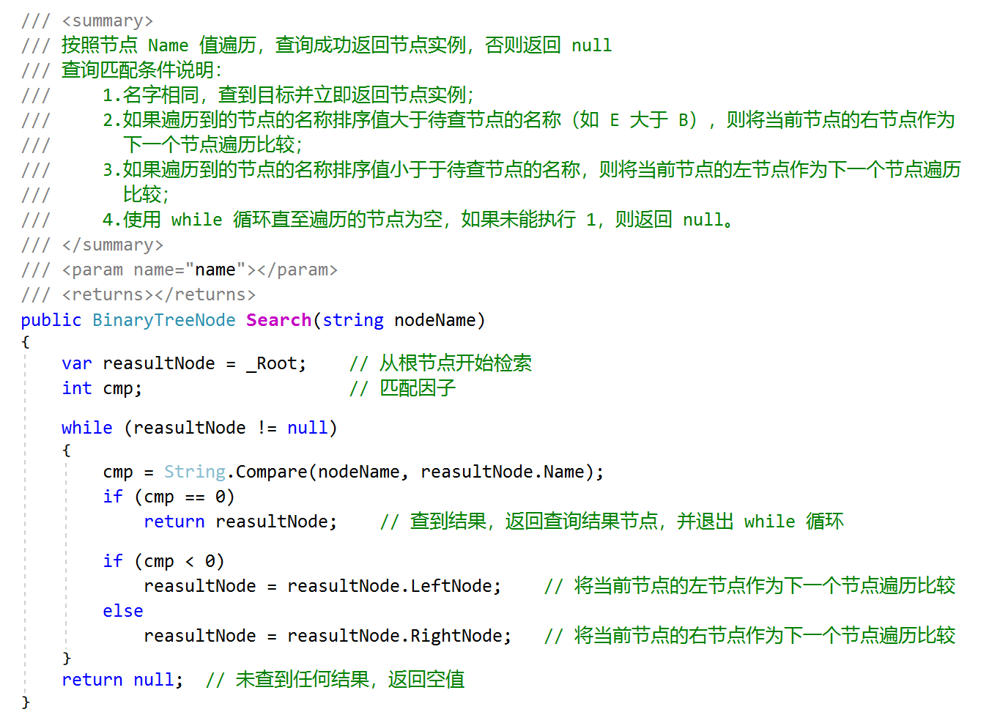 /// <summary>
/// 按照节点 Name 值遍历，查询成功返回节点实例，否则返回 null
/// 查询匹配条件说明：
///     1.名字相同，查到目标并立即返回节点实例；
///     2.如果遍历到的节点的名称排序值大于待查节点的名称（如 E 大于 B），则将当前节点的右节点作为
///       下一个节点遍历比较；
///     3.如果遍历到的节点的名称排序值小于于待查节点的名称，则将当前节点的左节点作为下一个节点遍历
///       比较；
///     4.使用 while 循环直至遍历的节点为空，如果未能执行 1，则返回 null。
/// </summary>
/// <param name="name"></param>
/// <returns></returns>
public BinaryTreeNode Search(string nodeName)
{
    var reasultNode = _Root;    // 从根节点开始检索
    int cmp;                    // 匹配因子
    while (reasultNode != null)
    {
        cmp = String.Compare(nodeName, reasultNode.Name);
        if (cmp == 0)
            return reasultNode;    // 查到结果，返回查询结果节点，并退出 while 循环
        if (cmp < 0)
            reasultNode = reasultNode.LeftNode;    // 将当前节点的左节点作为下一个节点遍历比较
        else
            reasultNode = reasultNode.RightNode;   // 将当前节点的右节点作为下一个节点遍历比较
    }
    return null;  // 未查到任何结果，返回空值
}